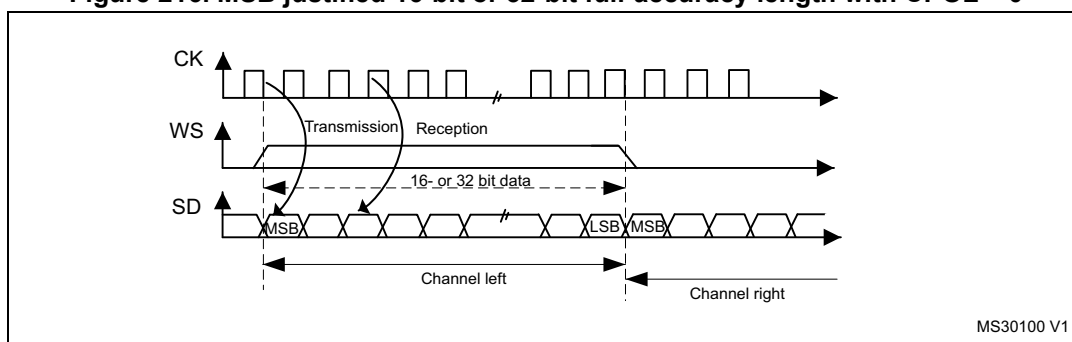 CK
Transmission Reception
WS
16- or 32 bit data
SD
MSB LSB MSB
Channel left
Channel right
MS30100 V1